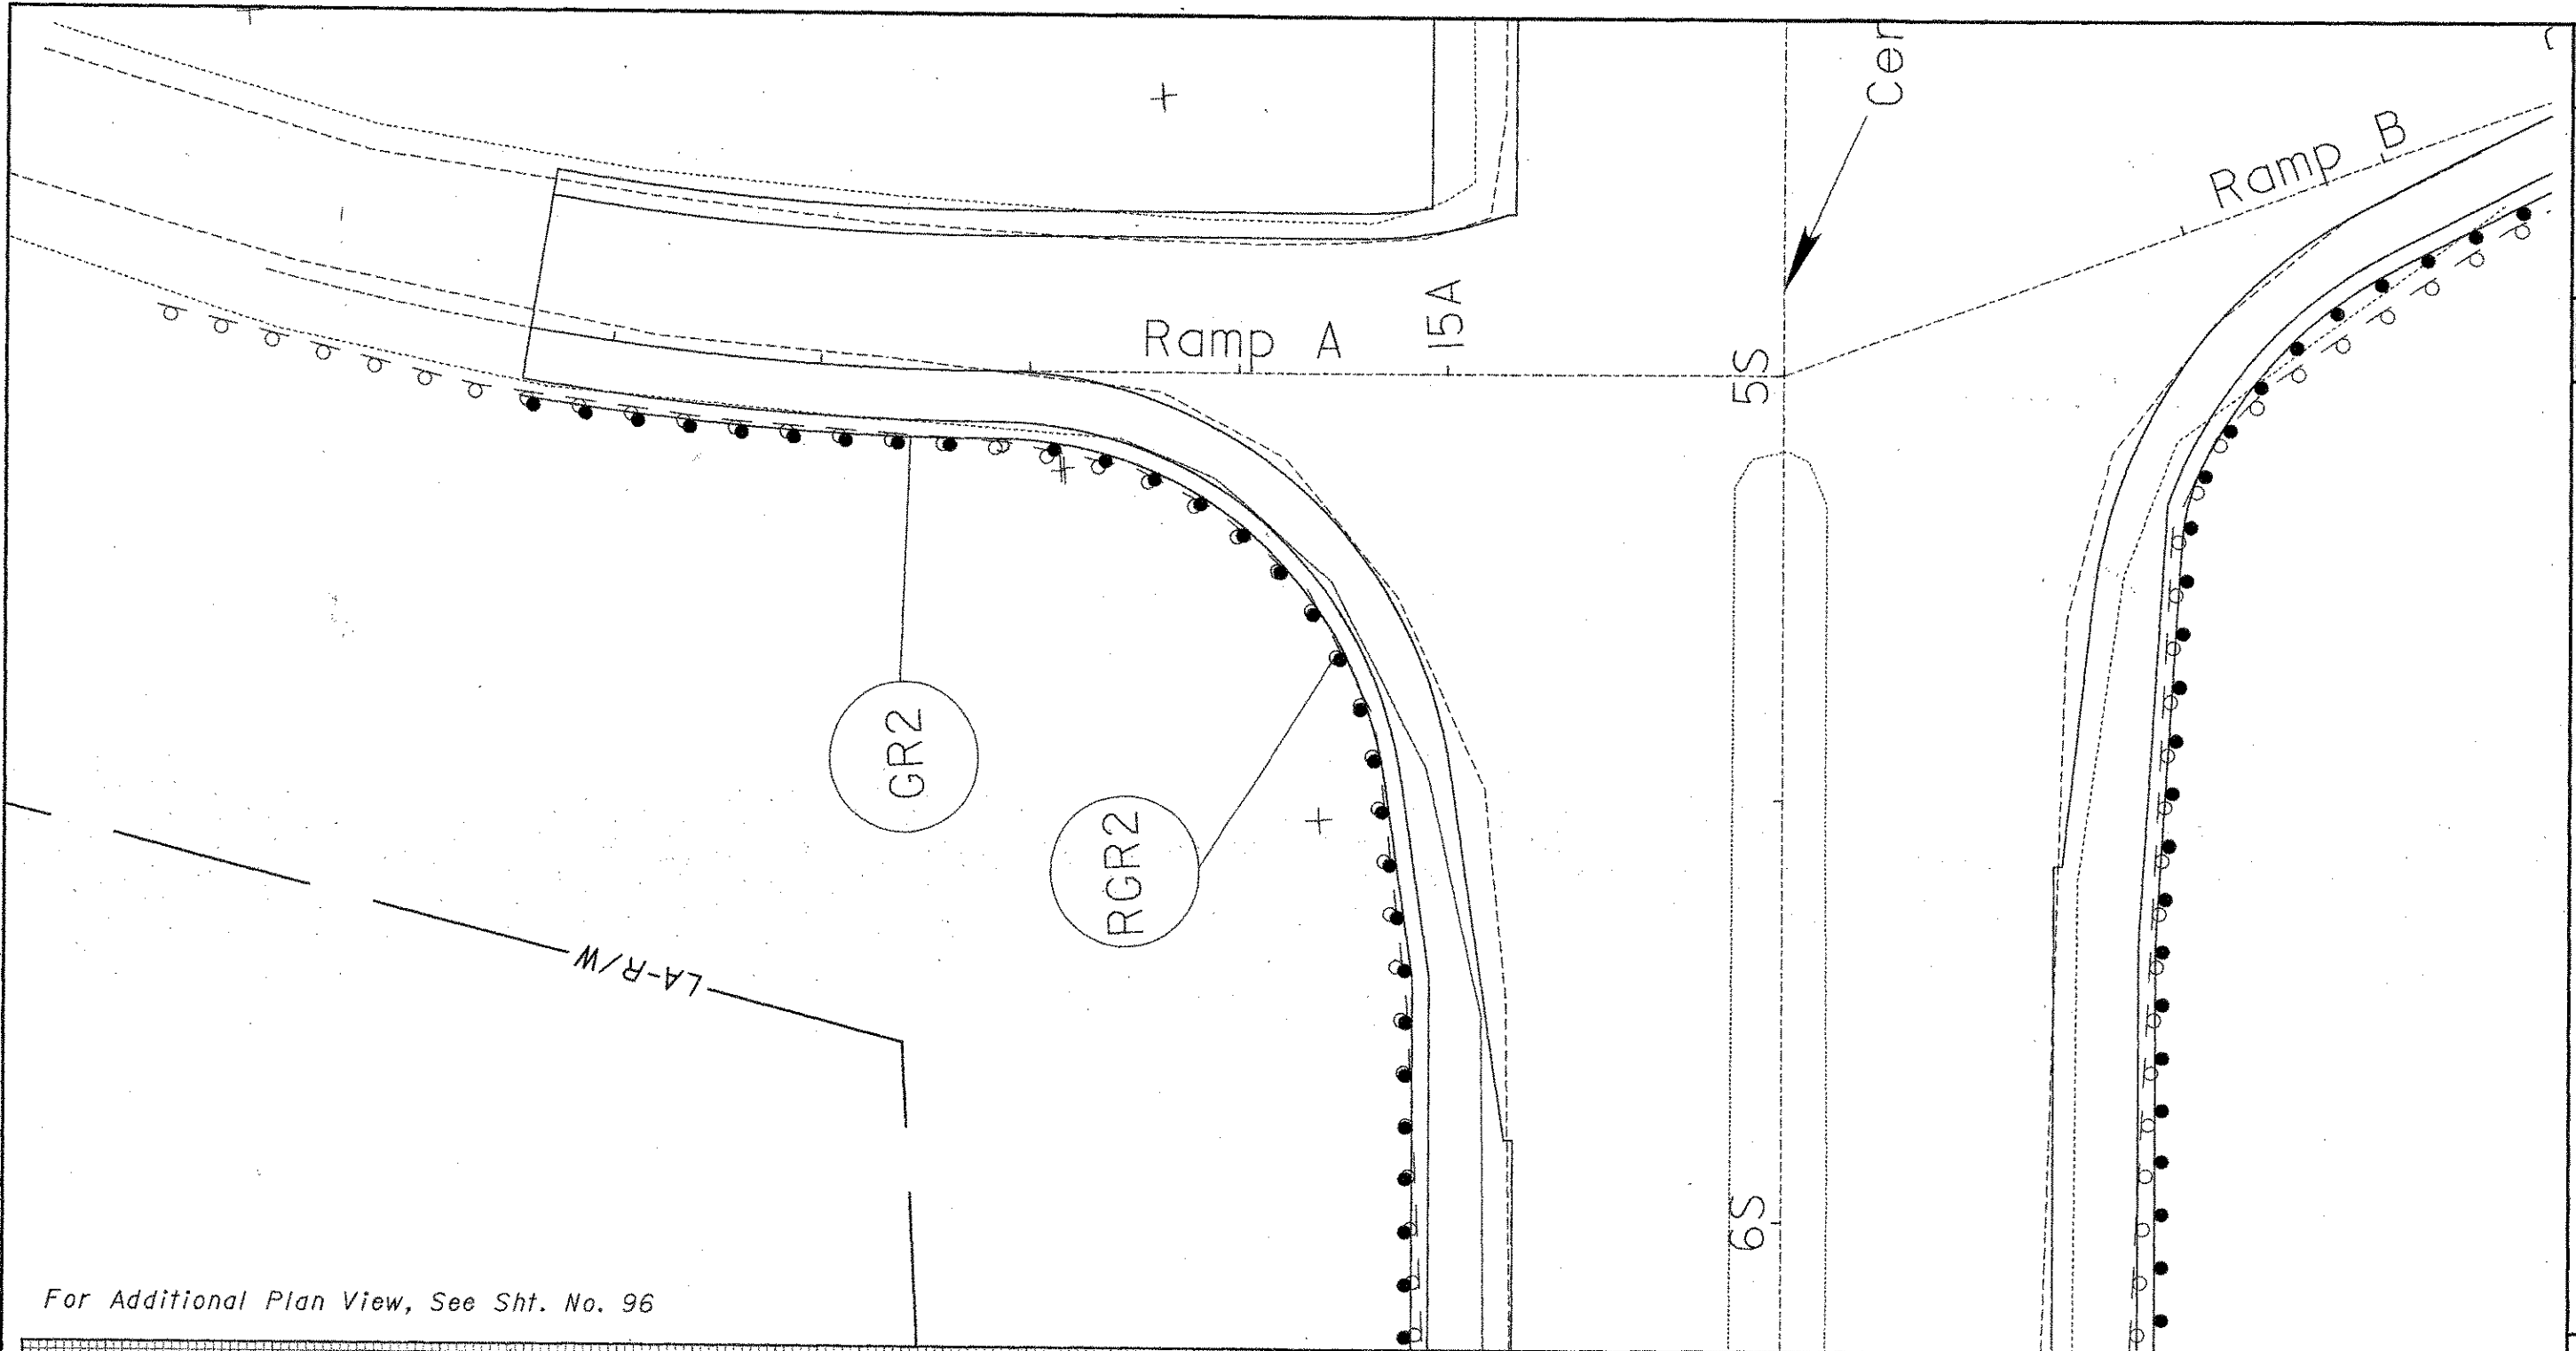 Cer
Ramp B
Ramp A
15A
5S
GR2
RGR2
LA-R/W
6S
For Additional Plan View, See Sht. No. 96